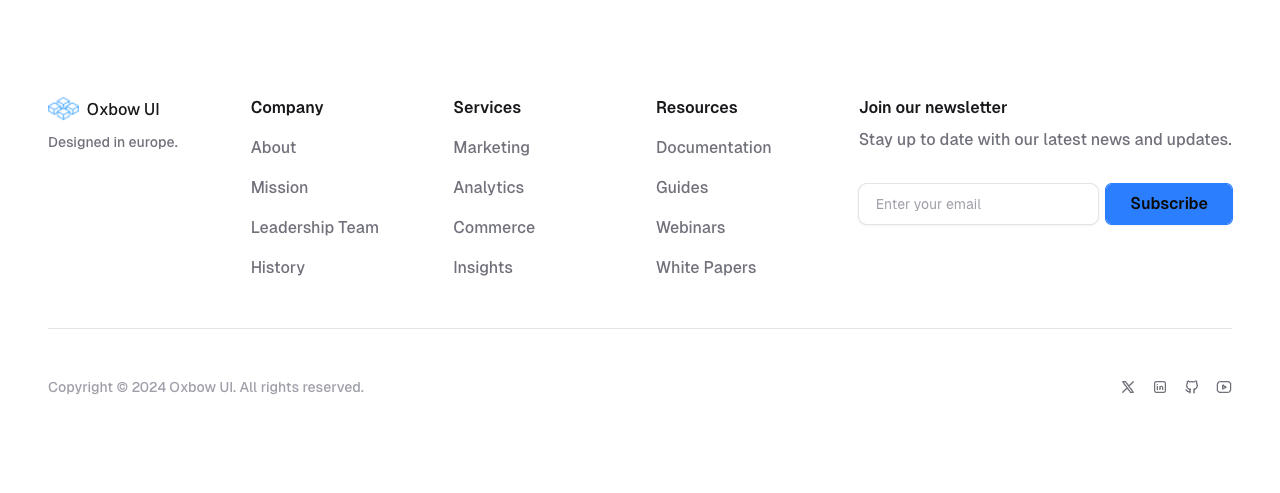 Oxbow UI
Designed in europe.
Company
About
Mission
Leadership Team
History
Services
Marketing
Analytics
Commerce
Insights
Resources
Documentation
Guides
Webinars
White Papers
Join our newsletter
Stay up to date with our latest news and updates.
Enter your email
Subscribe
Copyright © 2024 Oxbow UI. All rights reserved.